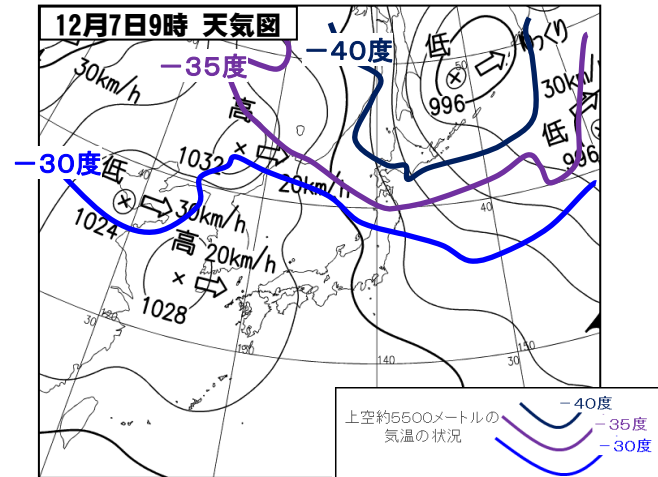 12月7日9時 天気図
－40度
低
ゆっくり
50
30km/h
－35度
996
30km/h
高
低
1032
996
－30度
低
40
20km/h
1024
30km/h
40
高
20km/h
1028
30
120
130
140
30
150
上空約5500メートルの
気温の状況
－40度
－35度
－30度